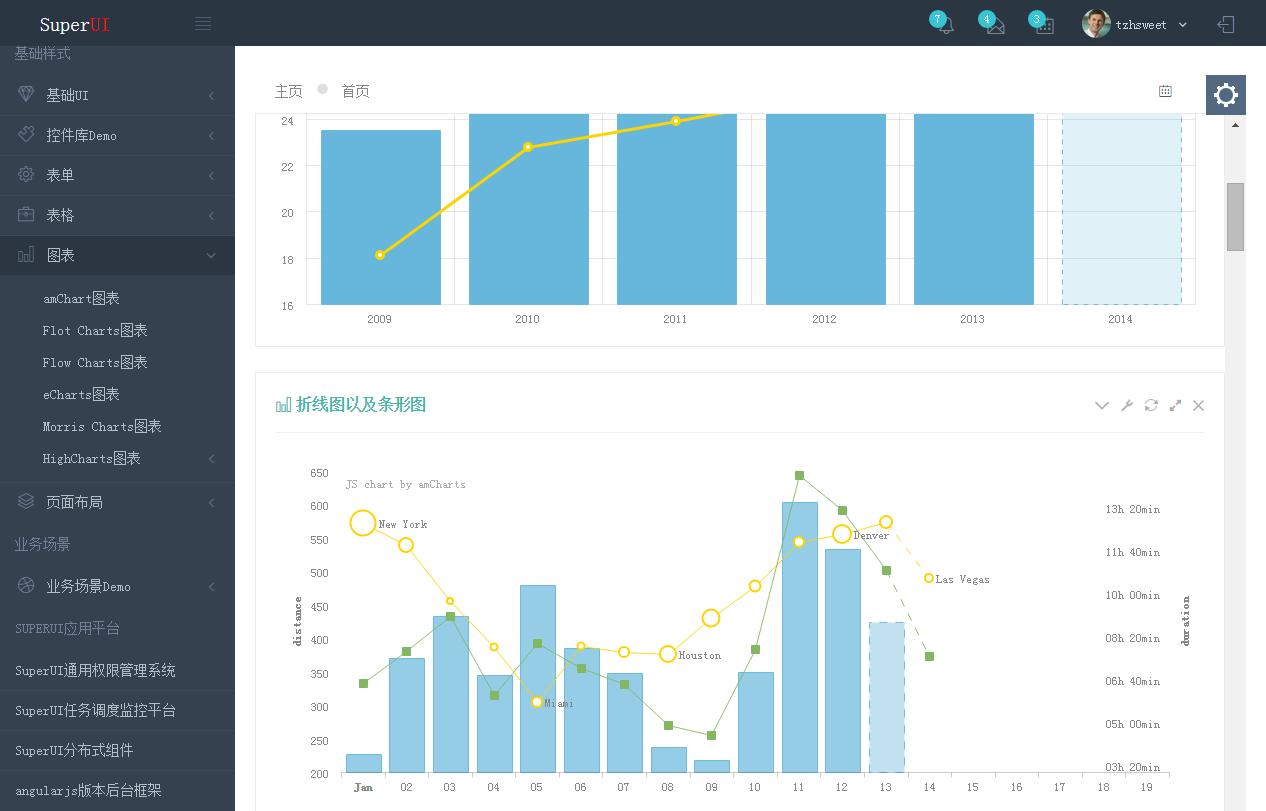 SuperUI
7
4
3
tzhsweet
基础样式
基础UI
控件库Demo
表单
表格
图表
amChart图表
Flot Charts图表
Flow Charts图表
eCharts图表
Morris Charts图表
HighCharts图表
页面布局
业务场景
业务场景Demo
SUPERUI应用平台
SuperUI通用权限管理系统
SuperUI任务调度监控平台
SuperUI分布式组件
angularjs版本后台框架
主页 首页
24
22
20
18
16
2009 2010 2011 2012 2013 2014
折线图以及条形图
JS chart by amCharts
650
600
550
500
450
400
350
300
250
200
distance
New York
Miami
Houston
Denver
Las Vegas
13h 20min
11h 40min
10h 00min
08h 20min
06h 40min
05h 00min
03h 20min
duration
Jan 02 03 04 05 06 07 08 09 10 11 12 13 14 15 16 17 18 19